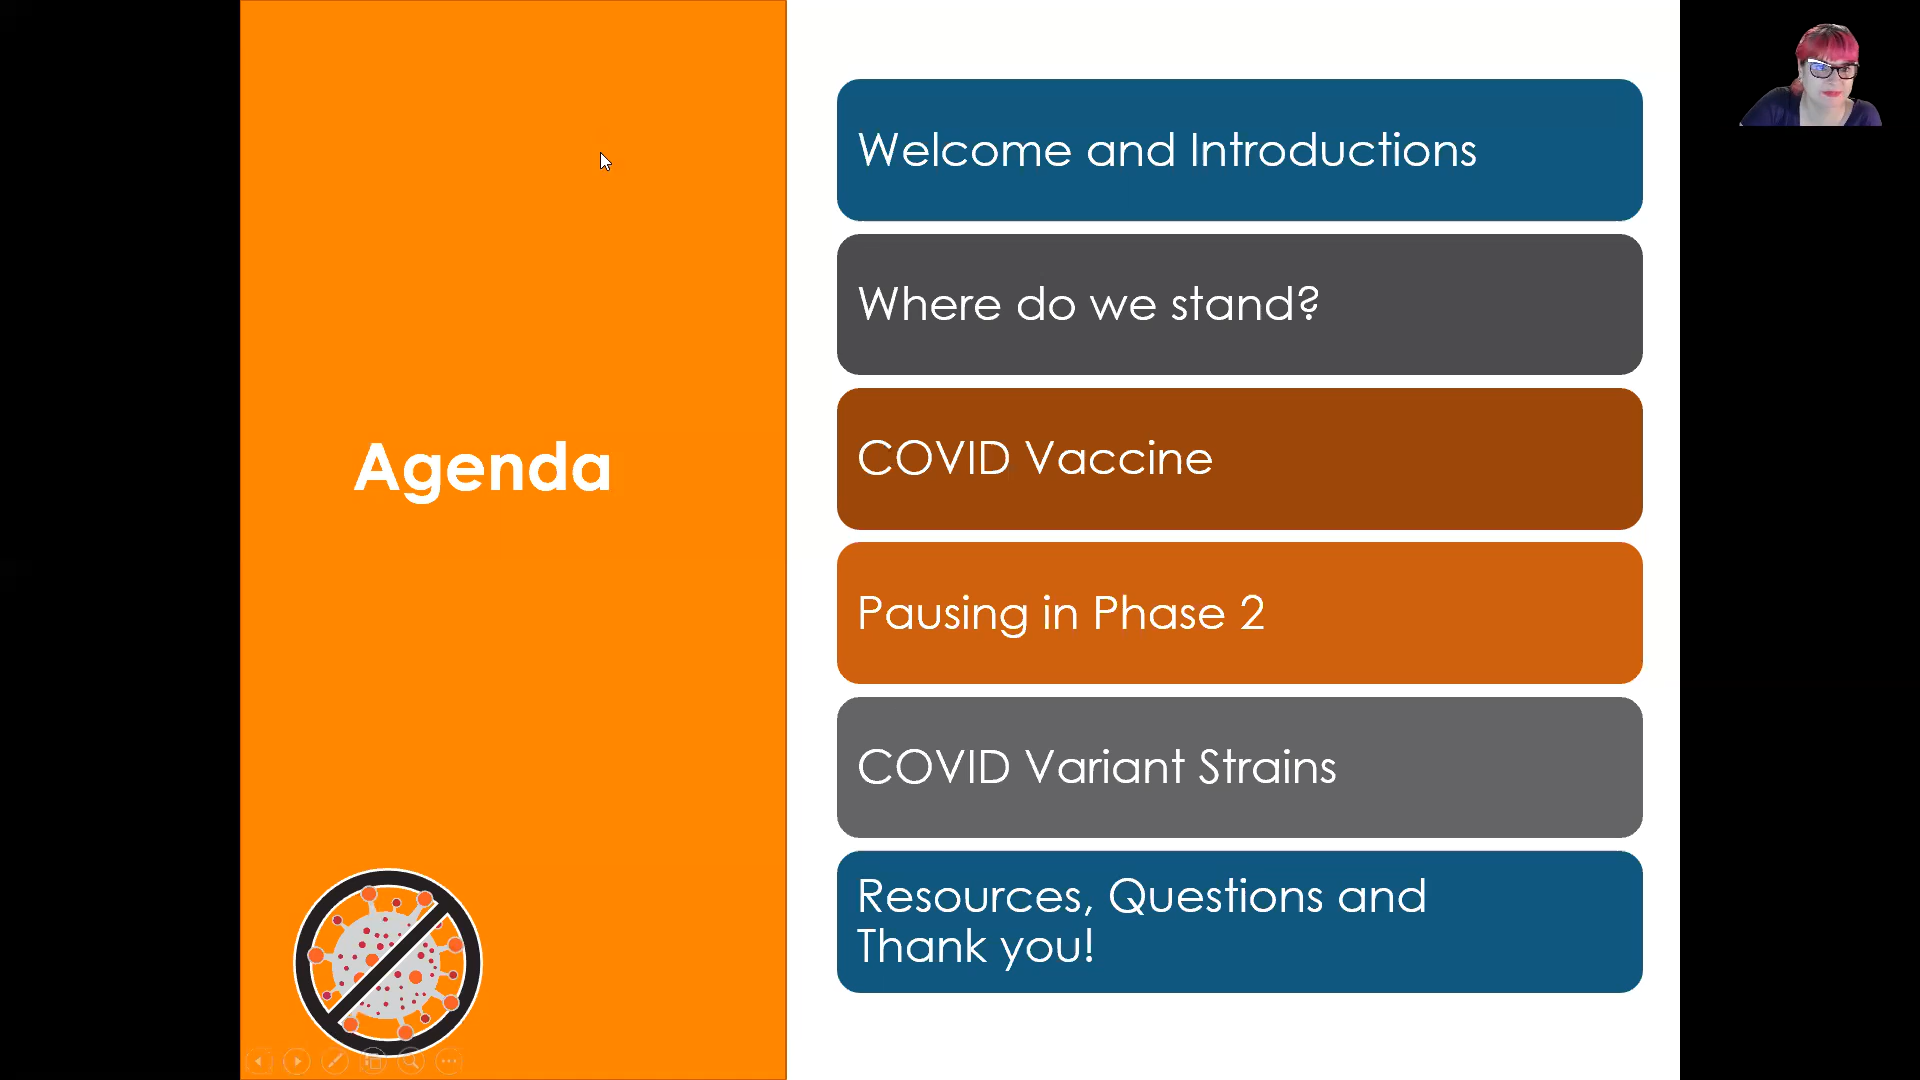 Agenda
Welcome and Introductions
Where do we stand?
COVID Vaccine
Pausing in Phase 2
COVID Variant Strains
Resources, Questions and
Thank you!